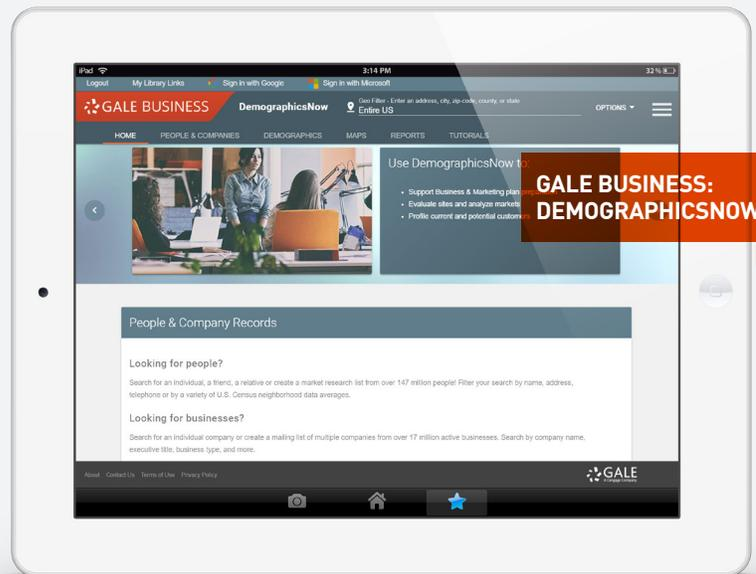 iPad 3:14 PM 32%
Logout My Library Links Sign in with Google Sign in with Microsoft
GALE BUSINESS DemographicsNow Geo Filter - Enter an address, city, zip-code, county, or state
Entire US
OPTIONS
HOME PEOPLE & COMPANIES DEMOGRAPHICS MAPS REPORTS TUTORIALS
Use DemographicsNow to:
Support Business & Marketing plan
Evaluate sites and analyze markets
Profile current and potential customers
GALE BUSINESS:
DEMOGRAPHICSNOW
People & Company Records
Looking for people?
Search for an individual, a friend, a relative or create a market research list from over 147 million people! Filter your search by name, address,
telephone or by a variety of U.S. Census neighborhood data averages.
Looking for businesses?
Search for an individual company or create a mailing list of multiple companies from over 17 million active businesses. Search by company name,
executive title, business type, and more.
About Contact Us Terms of Use Privacy Policy
GALE
A Cengage Company